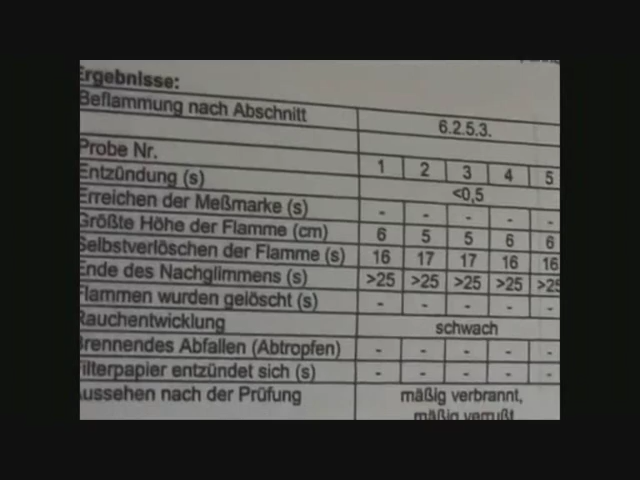 Ergebnisse:
Beflammung nach Abschnitt 6.2.5.3.
Probe Nr. 1 2 3 4 5
Entzündung (s) <0,5
Erreichen der Meßmarke (s) - - - - -
Größte Höhe der Flamme (cm) 6 5 5 6 6
Selbstverlöschen der Flamme (s) 16 17 17 16 16
Ende des Nachglimmens (s) >25 >25 >25 >25 >25
Flammen wurden gelöscht (s) - - - - -
Rauchentwicklung schwach
Brennendes Abfallen (Abtropfen) - - - - -
Filterpapier entzündet sich (s) - - - - -
Aussehen nach der Prüfung mäßig verbrannt,
mäßig verrußt